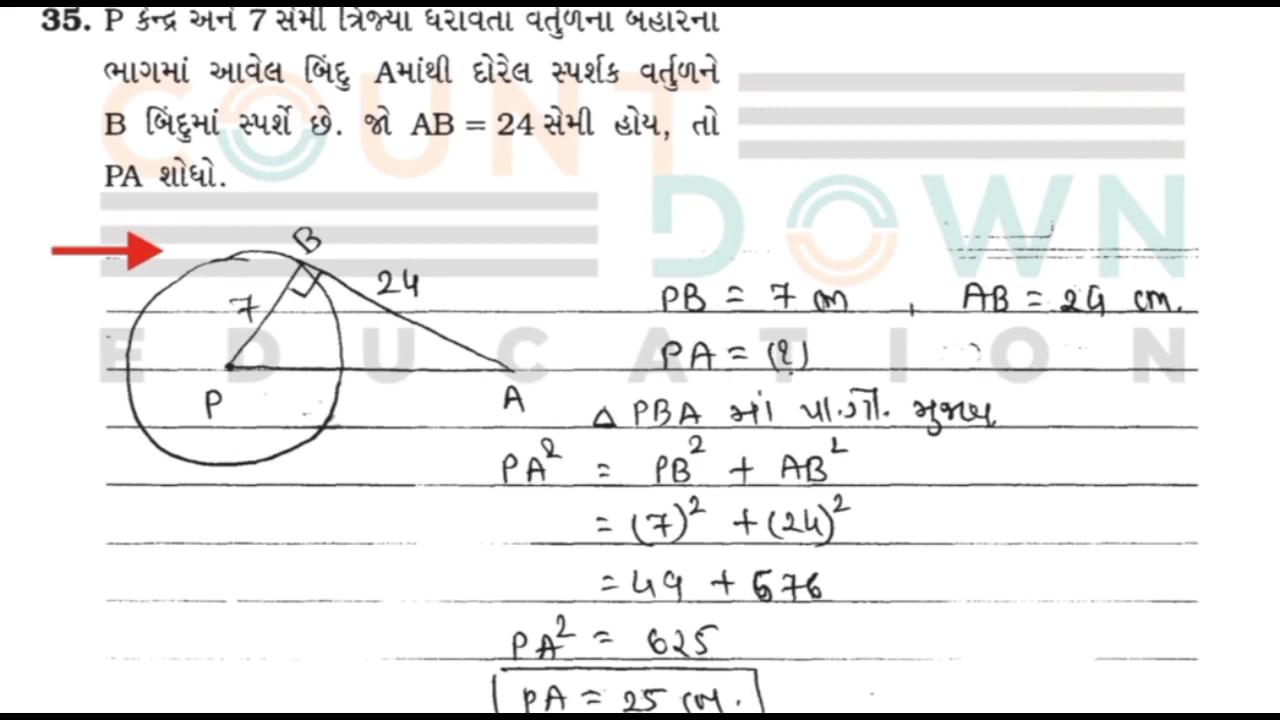 35. P કેન્દ્ર અને 7 સેમી ત્રિજ્યા ધરાવતા વર્તુળના બહારના
ભાગમાં આવેલ બિંદુ Aમાંથી દોરેલ સ્પર્શક વર્તુળને
B બિંદુમાં સ્પર્શે છે. જો AB = 24 સેમી હોય, તો
PA શોધો.
COUNT
DOWN
EDUCATION
B
7
24
P
A
PB = 7 cm , AB = 24 cm.
PA = (?)
△ PBA માં પા.ગો. મુજબ
PA² = PB² + AB²
= (7)² + (24)²
= 49 + 576
PA² = 625
PA = 25 cm.